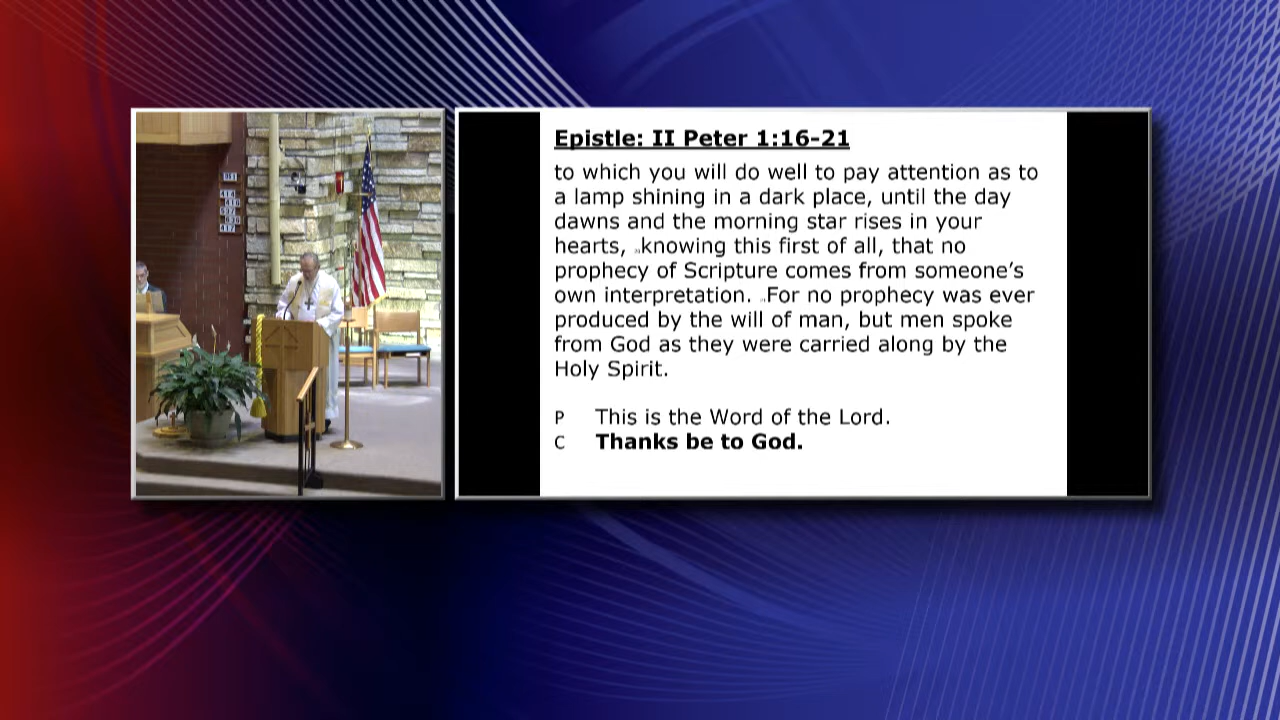 Epistle: II Peter 1:16-21
to which you will do well to pay attention as to
a lamp shining in a dark place, until the day
dawns and the morning star rises in your
hearts, knowing this first of all, that no
prophecy of Scripture comes from someone’s
own interpretation. For no prophecy was ever
produced by the will of man, but men spoke
from God as they were carried along by the
Holy Spirit.
P This is the Word of the Lord.
C Thanks be to God.